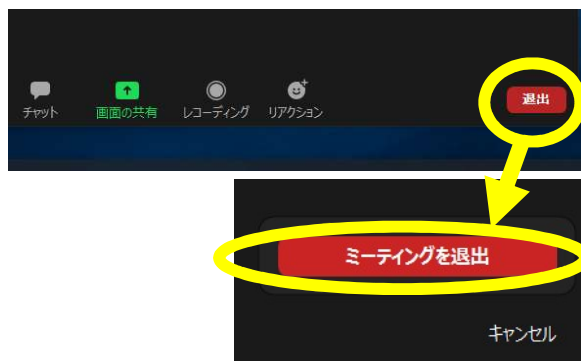 チャット 画面の共有 レコーディング リアクション 退出
ミーティングを退出
キャンセル